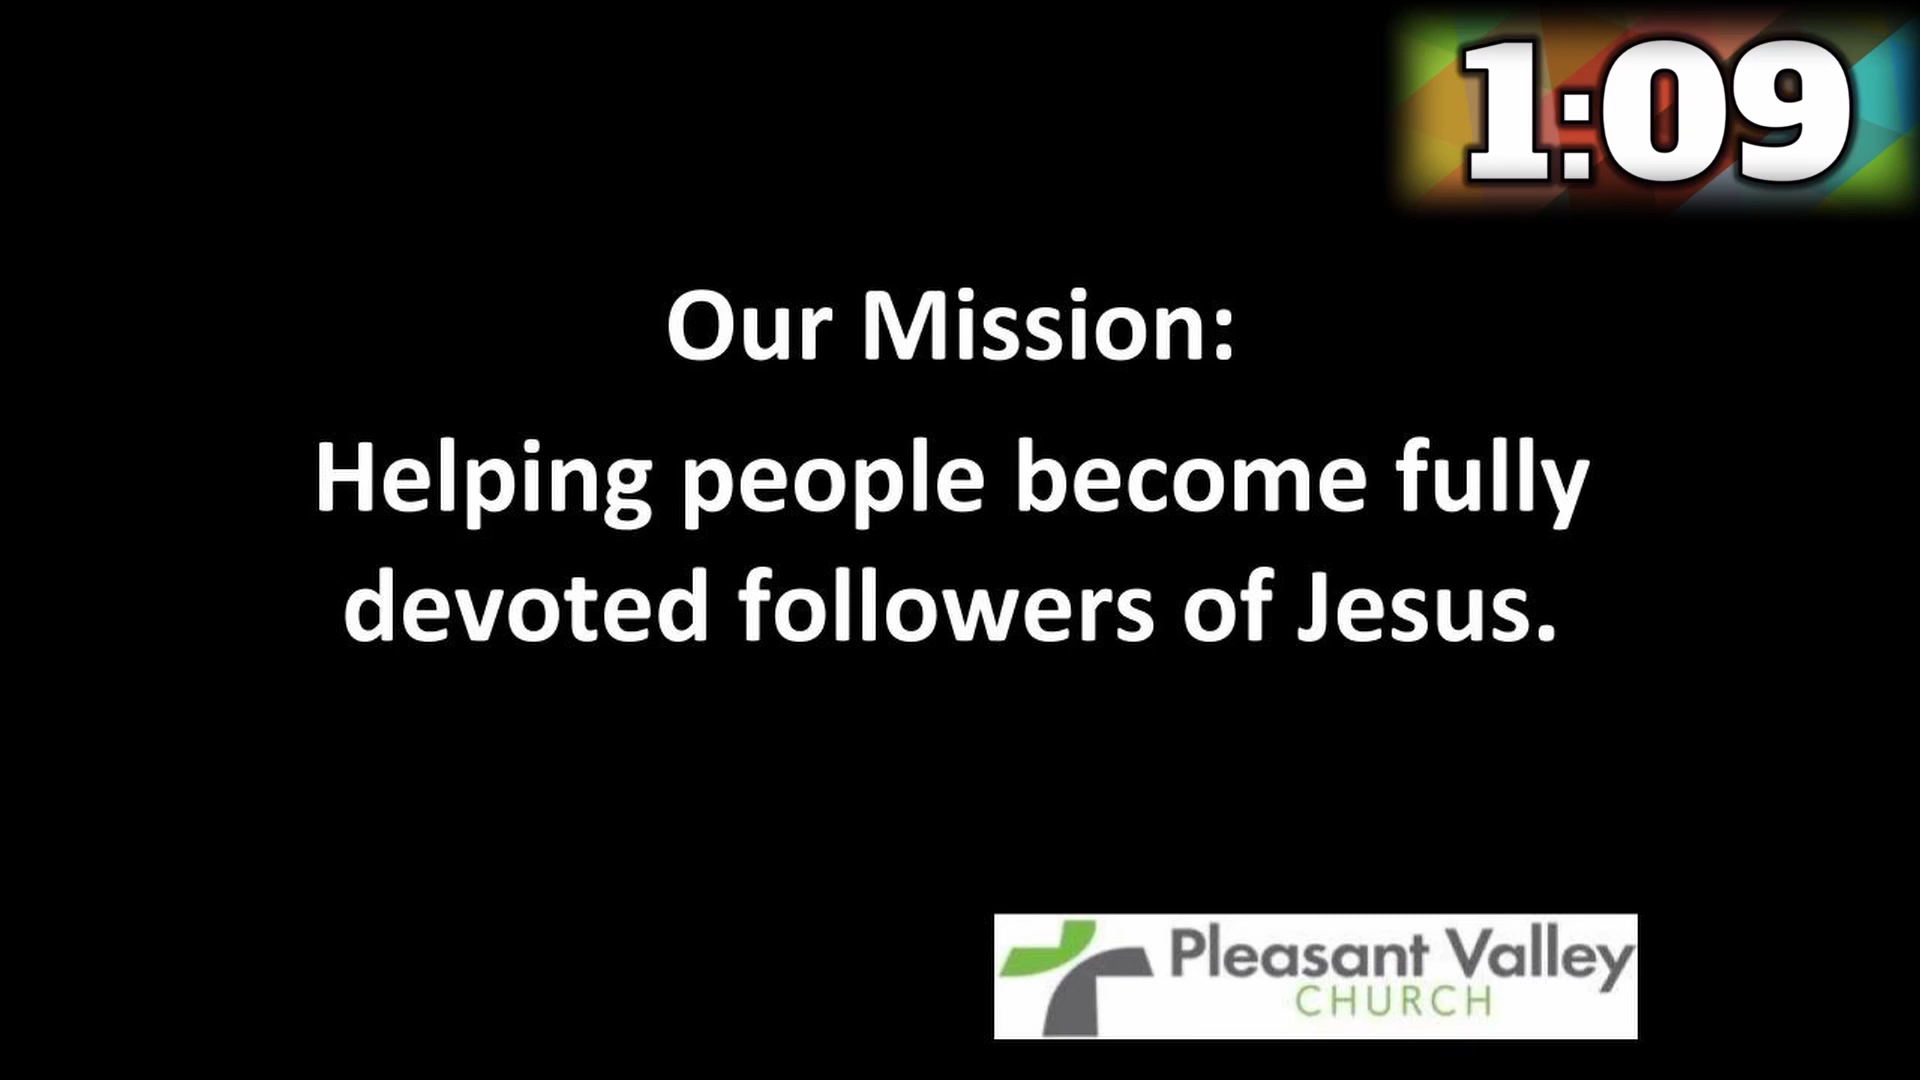 1:09
Our Mission:
Helping people become fully
devoted followers of Jesus.
Pleasant Valley
CHURCH